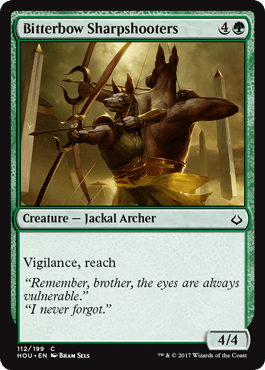 Bitterbow Sharpshooters 4
Creature — Jackal Archer
Vigilance, reach
“Remember, brother, the eyes are always
vulnerable.”
“I never forgot.”
4/4
112/199 C
HOU • EN Bram Sels
™ & © 2017 Wizards of the Coast